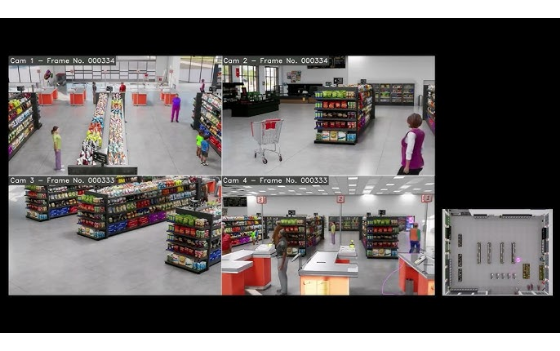 Cam 1 - Frame No. 000334
Cam 2 - Frame No. 000334
Cam 3 - Frame No. 000333
Cam 4 - Frame No. 000333